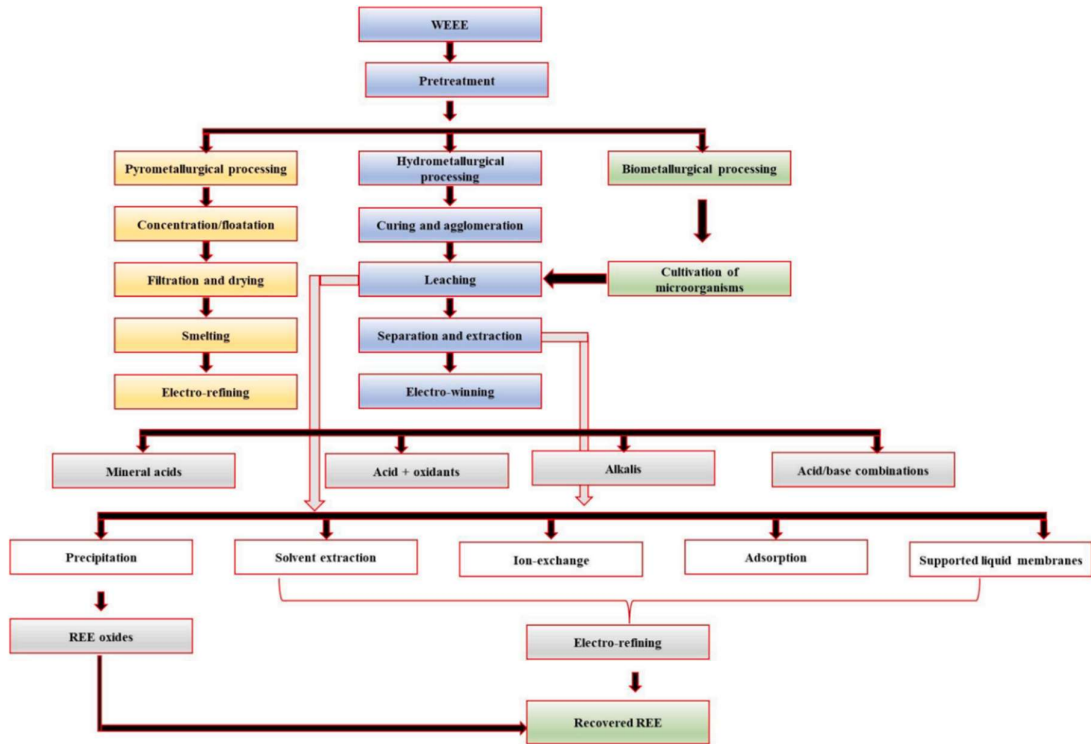 WEEE
Pretreatment
Pyrometallurgical processing
Hydrometallurgical
processing
Biometallurgical processing
Concentration/floatation
Curing and agglomeration
Filtration and drying
Leaching
Cultivation of
microorganisms
Smelting
Separation and extraction
Electro-refining
Electro-winning
Mineral acids
Acid + oxidants
Alkalis
Acid/base combinations
Precipitation
Solvent extraction
Ion-exchange
Adsorption
Supported liquid membranes
REE oxides
Electro-refining
Recovered REE